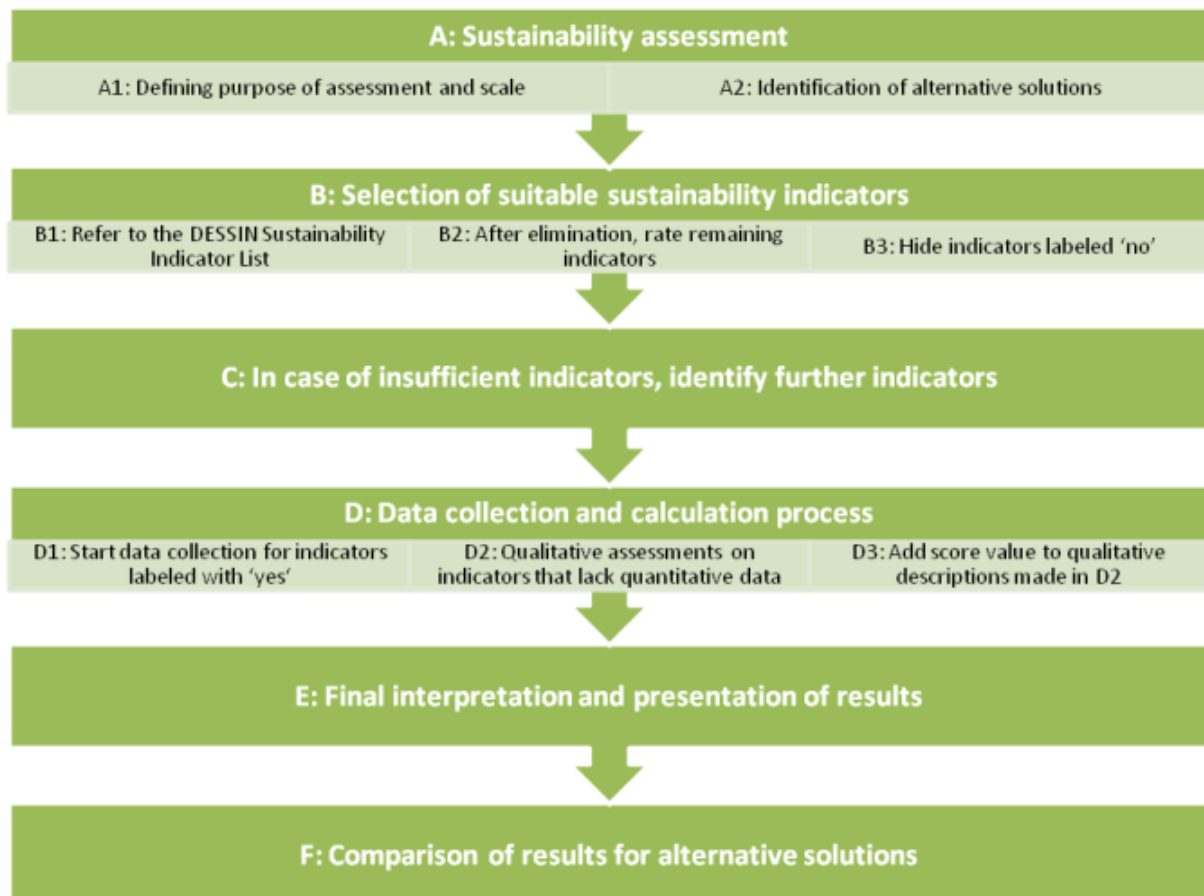 A: Sustainability assessment
A1: Defining purpose of assessment and scale
A2: Identification of alternative solutions
B: Selection of suitable sustainability indicators
B1: Refer to the DESSIN Sustainability
Indicator List
B2: After elimination, rate remaining
indicators
B3: Hide indicators labeled ‘no’
C: In case of insufficient indicators, identify further indicators
D: Data collection and calculation process
D1: Start data collection for indicators
labeled with ‘yes‘
D2: Qualitative assessments on
indicators that lack quantitative data
D3: Add score value to qualitative
descriptions made in D2
E: Final interpretation and presentation of results
F: Comparison of results for alternative solutions